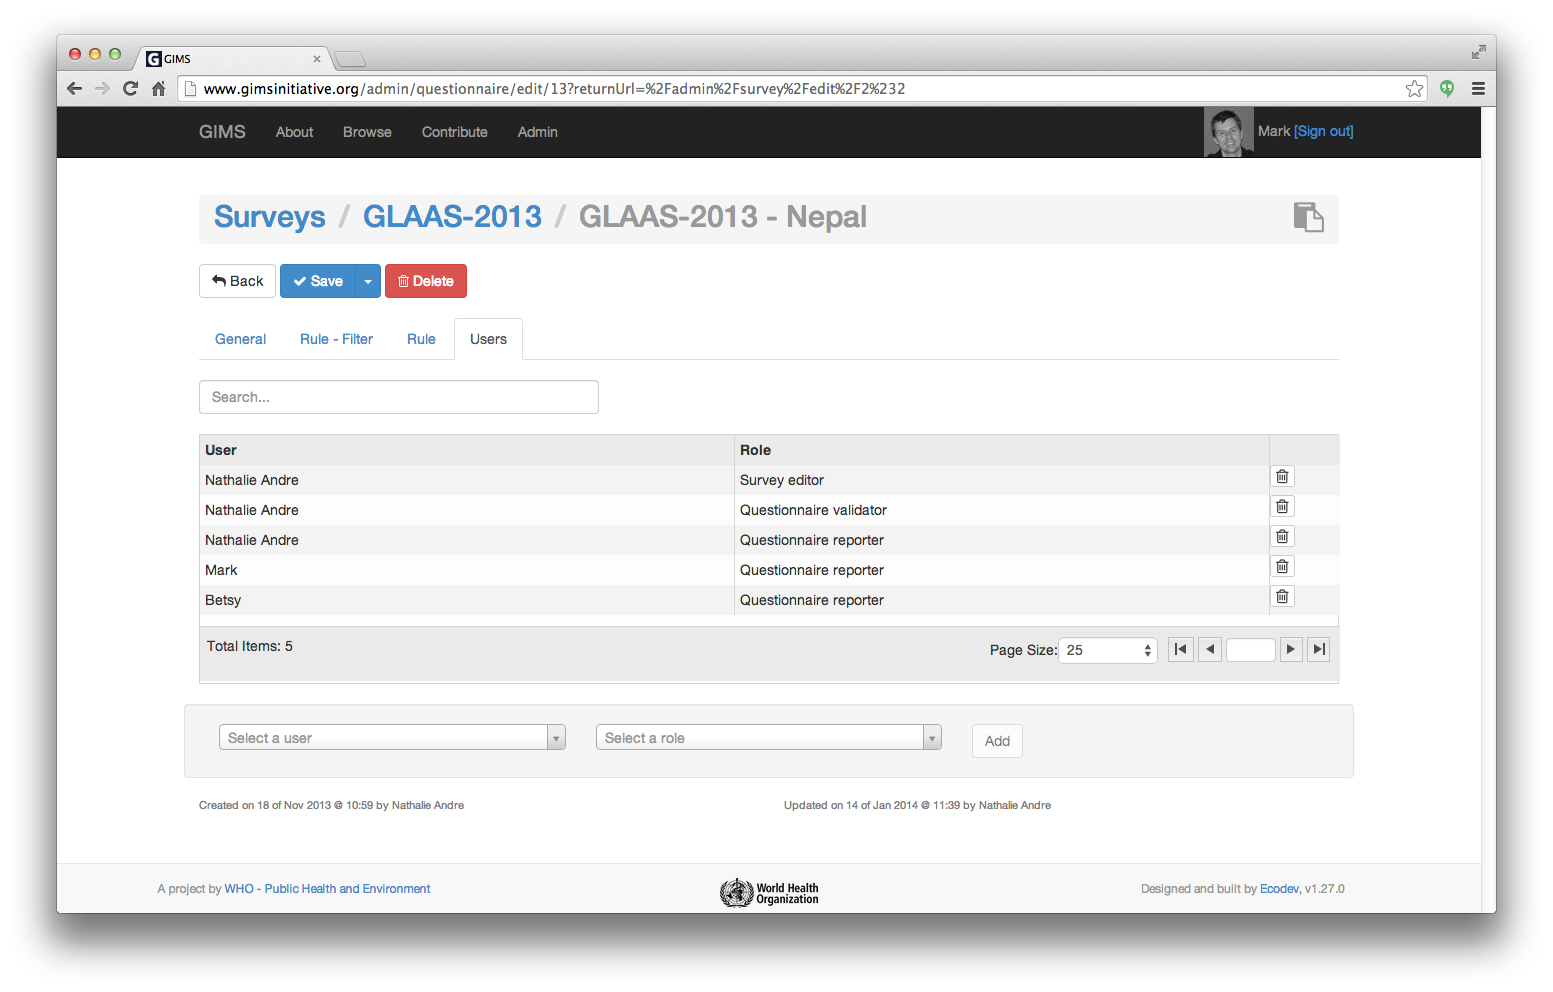 GIMS
www.gimsinitiative.org/admin/questionnaire/edit/13?returnUrl=%2Fadmin%2Fsurvey%2Fedit%2F2%232
GIMS About Browse Contribute Admin Mark [Sign out]
Surveys / GLAAS-2013 / GLAAS-2013 - Nepal
Back Save Delete
General Rule - Filter Rule Users
Search...
User Role
Nathalie Andre Survey editor
Nathalie Andre Questionnaire validator
Nathalie Andre Questionnaire reporter
Mark Questionnaire reporter
Betsy Questionnaire reporter
Total Items: 5 Page Size: 25
Select a user Select a role Add
Created on 18 of Nov 2013 @ 10:59 by Nathalie Andre Updated on 14 of Jan 2014 @ 11:39 by Nathalie Andre
A project by WHO - Public Health and Environment World Health Organization Designed and built by Ecodev, v1.27.0